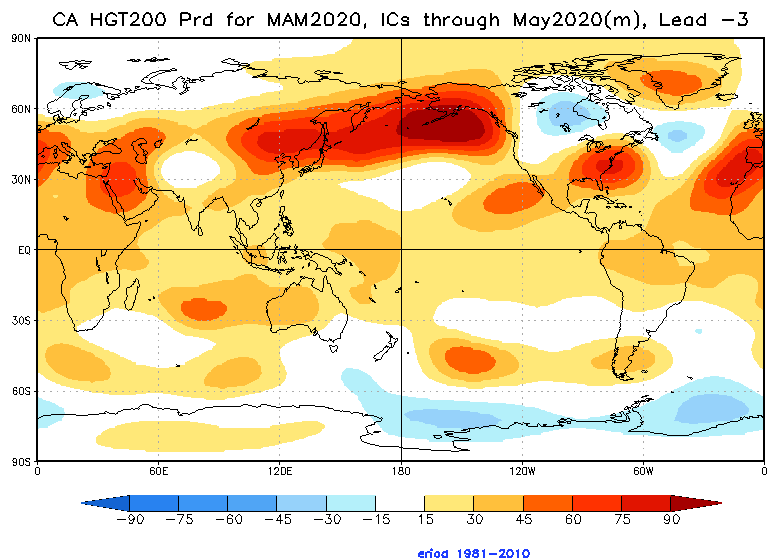 CA HGT200 Prd for MAM2020, ICs through May2020(m), Lead -3
90N
60N
30N
EQ
30S
60S
90S
0 60E 120E 180 120W 60W 0
-90 -75 -60 -45 -30 -15 15 30 45 60 75 90
eriod 1981-2010